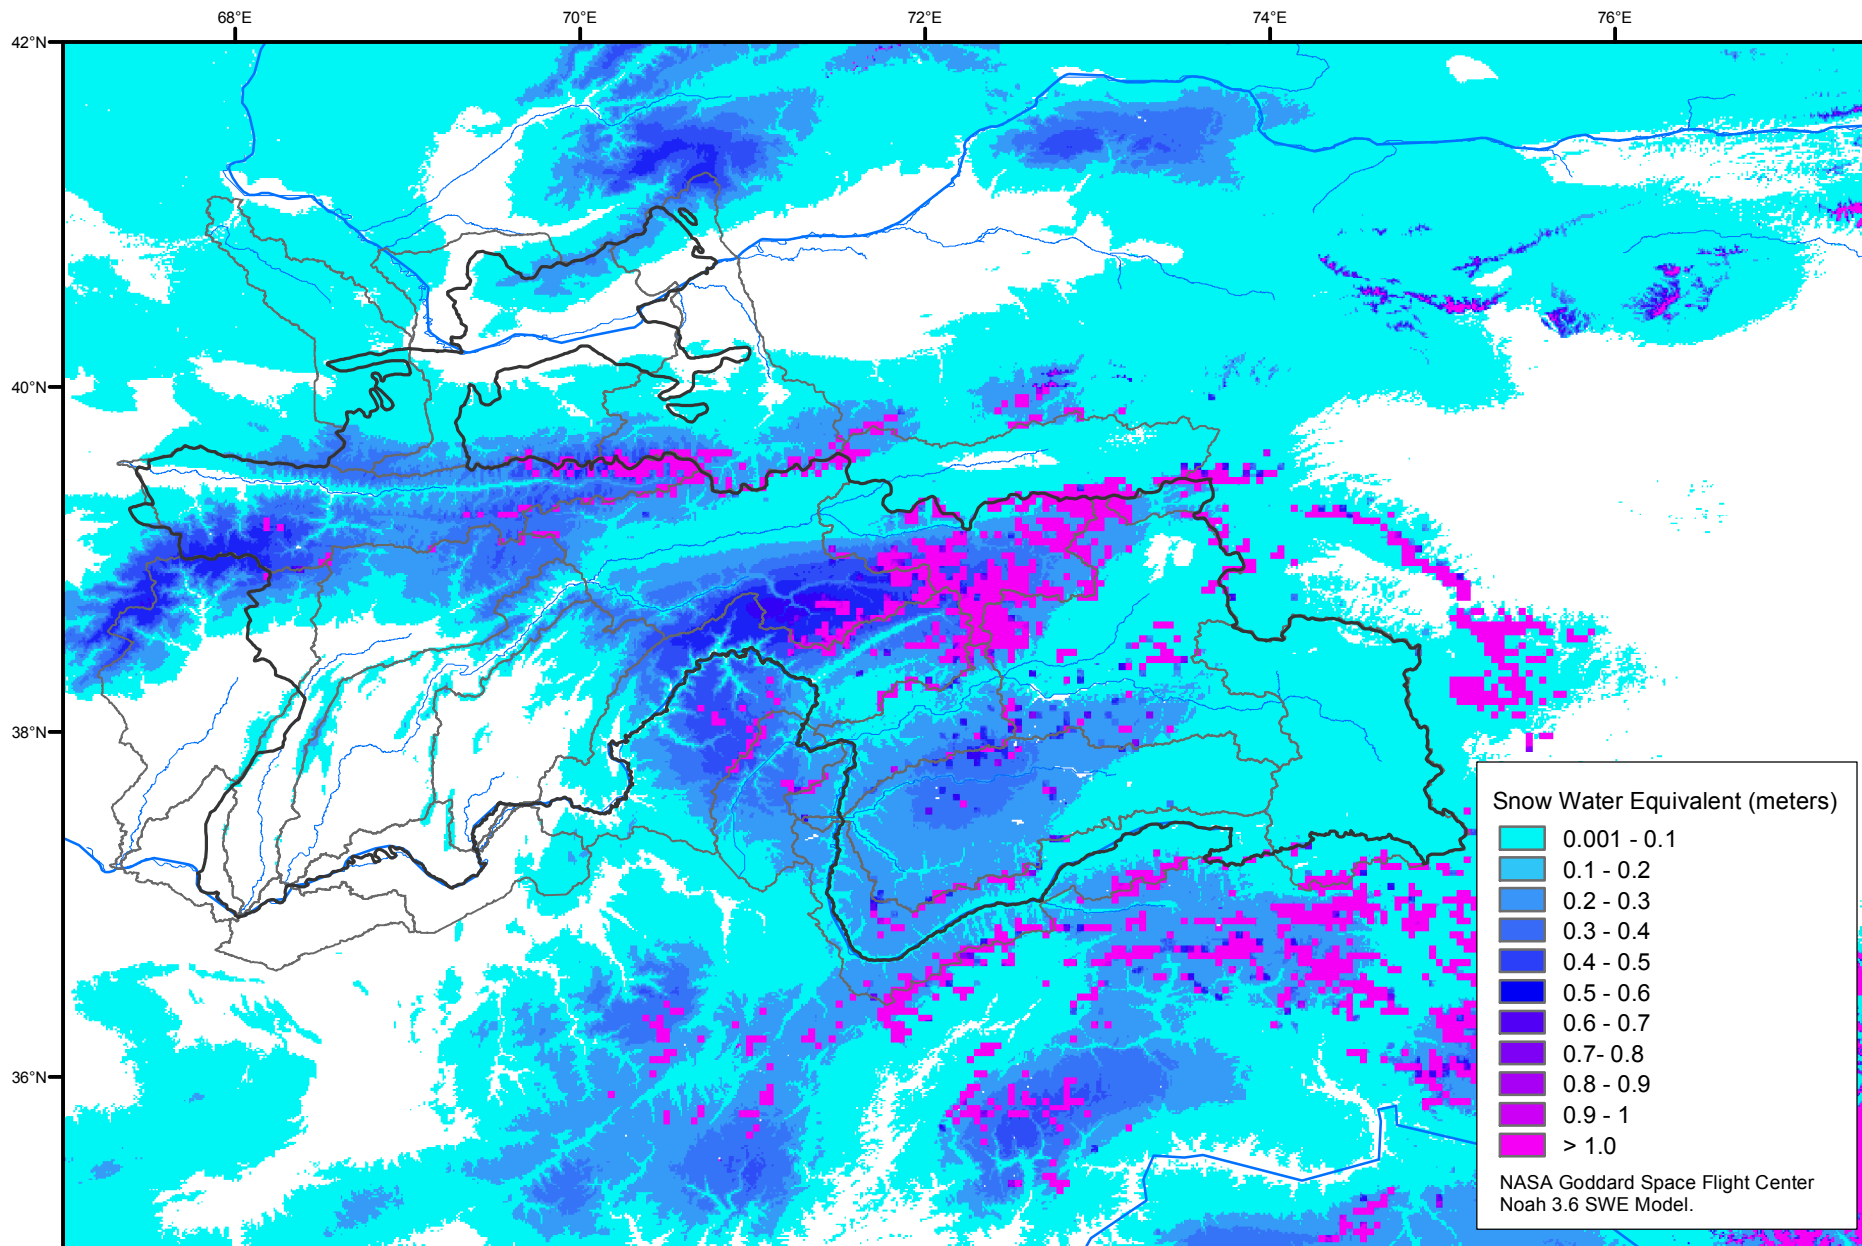 68°E 70°E 72°E 74°E 76°E
42°N
40°N
38°N
36°N
Snow Water Equivalent (meters)
0.001 - 0.1
0.1 - 0.2
0.2 - 0.3
0.3 - 0.4
0.4 - 0.5
0.5 - 0.6
0.6 - 0.7
0.7- 0.8
0.8 - 0.9
0.9 - 1
> 1.0
NASA Goddard Space Flight Center
Noah 3.6 SWE Model.